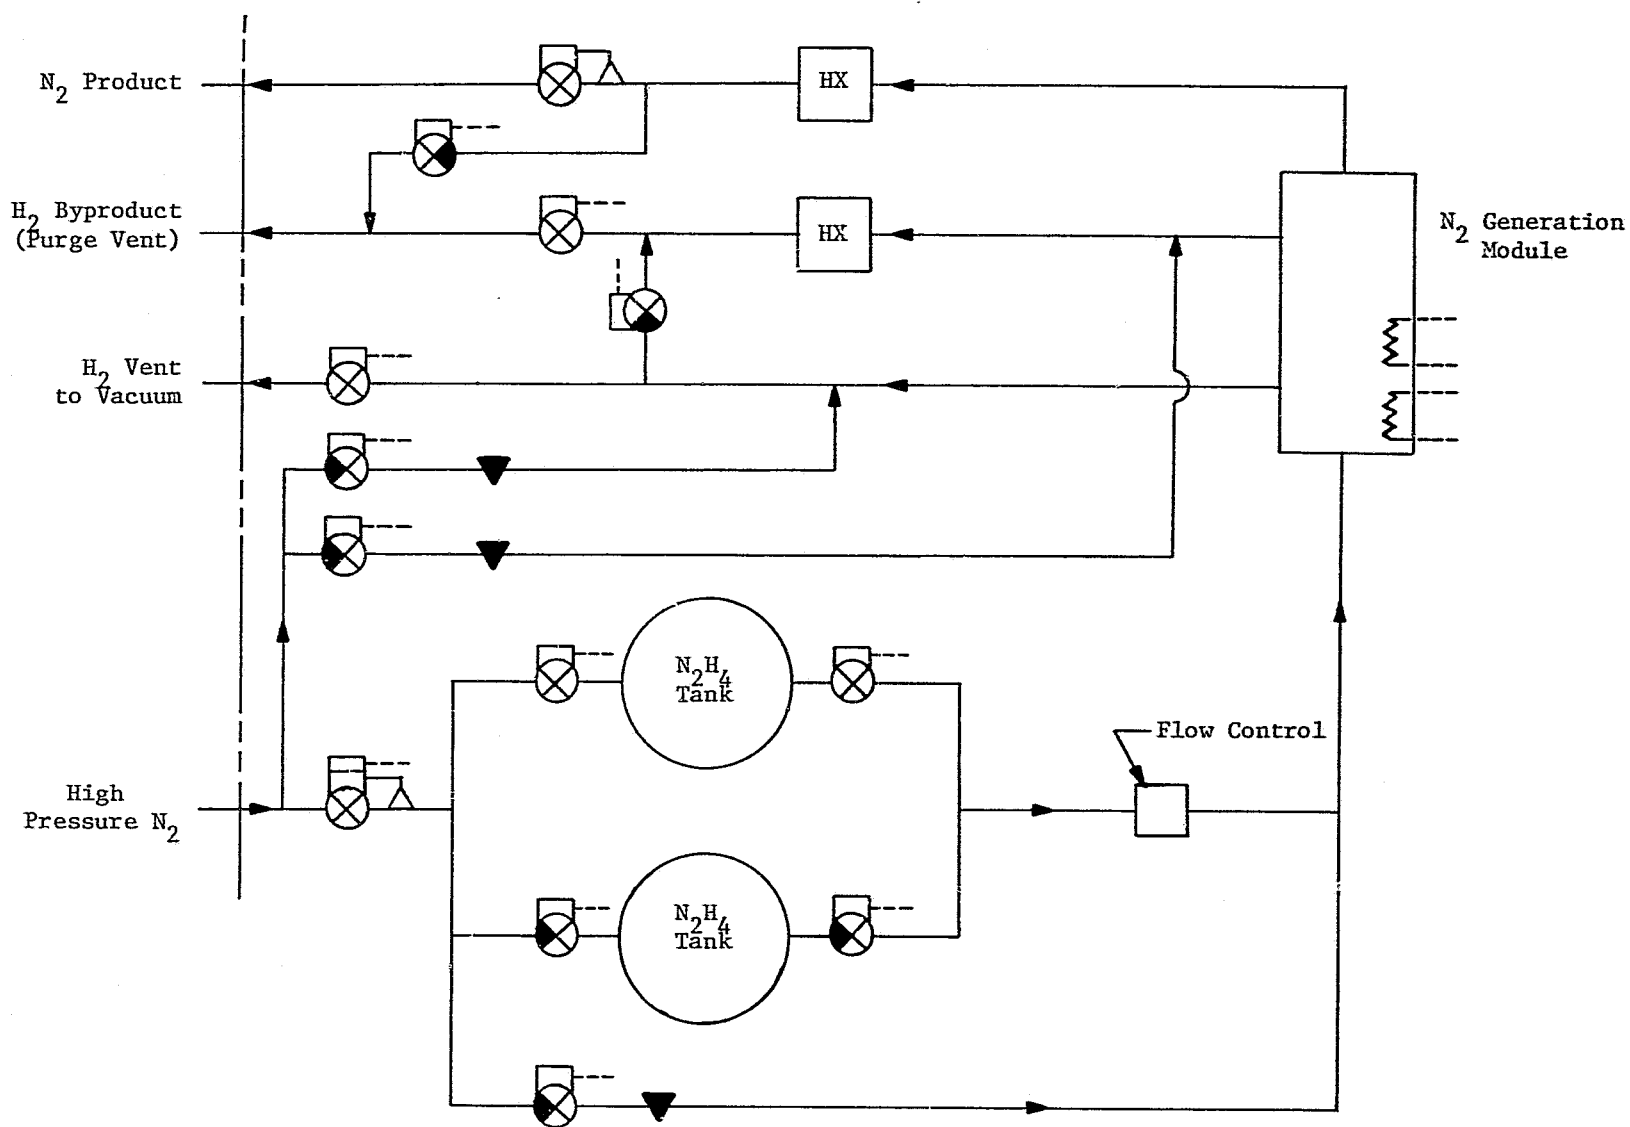 N2 Product
HX
H2 Byproduct
(Purge Vent)
HX
N2 Generation
Module
H2 Vent
to Vacuum
N2H4
Tank
Flow Control
High
Pressure N2
N2H4
Tank